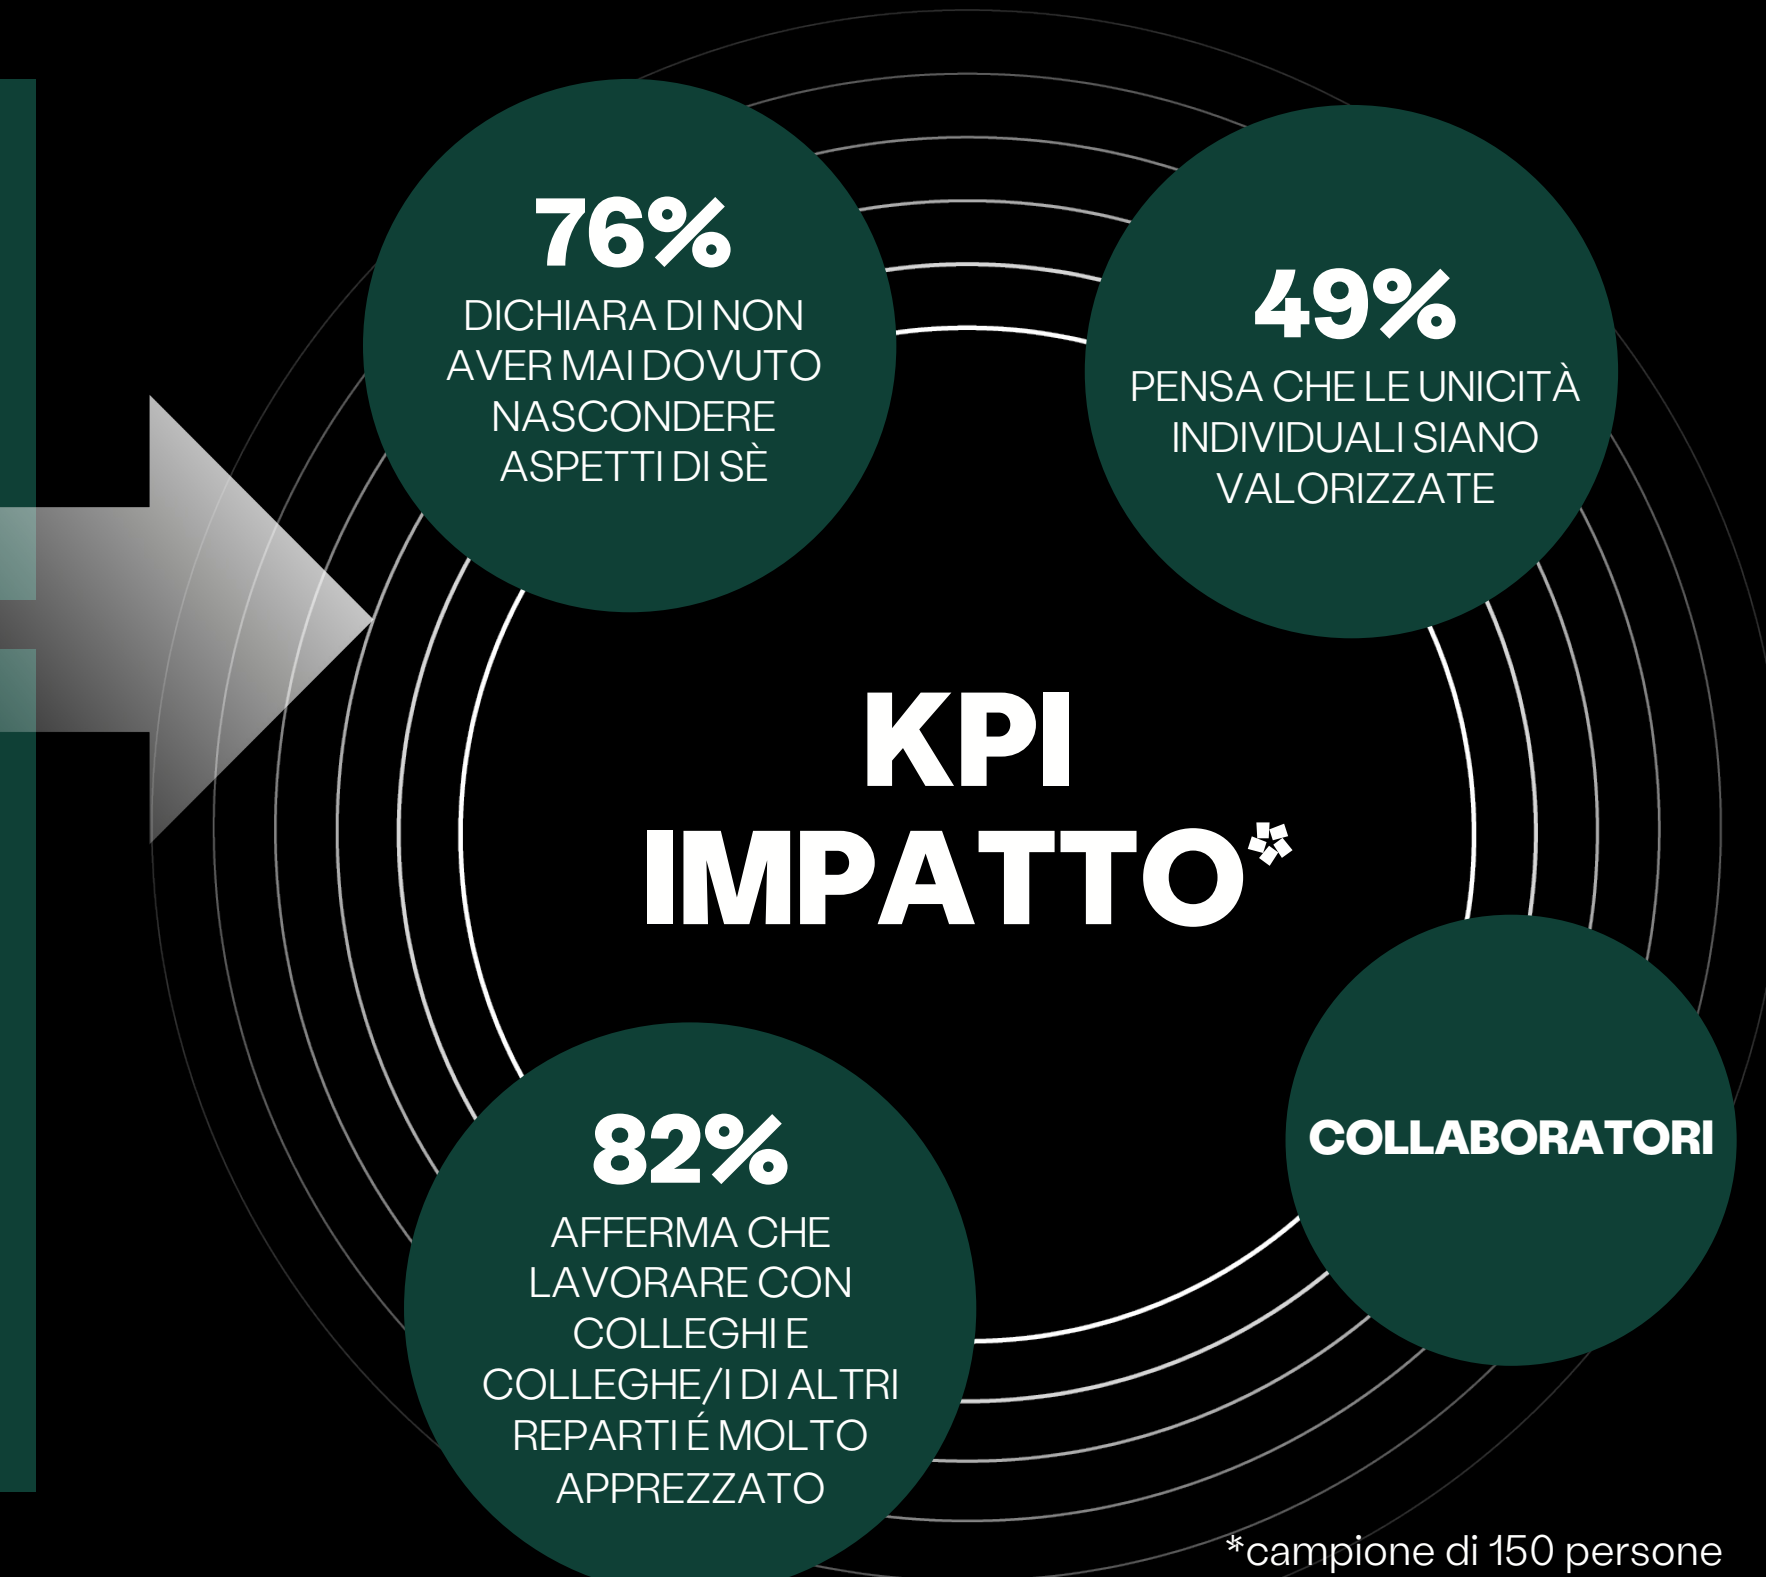 76%
DICHIARA DI NON
AVER MAI DOVUTO
NASCONDERE
ASPETTI DI SÈ
49%
PENSA CHE LE UNICITÀ
INDIVIDUALI SIANO
VALORIZZATE
KPI
IMPATTO*
COLLABORATORI
82%
AFFERMA CHE
LAVORARE CON
COLLEGHI E
COLLEGHE/I DI ALTRI
REPARTI É MOLTO
APPREZZATO
*campione di 150 persone